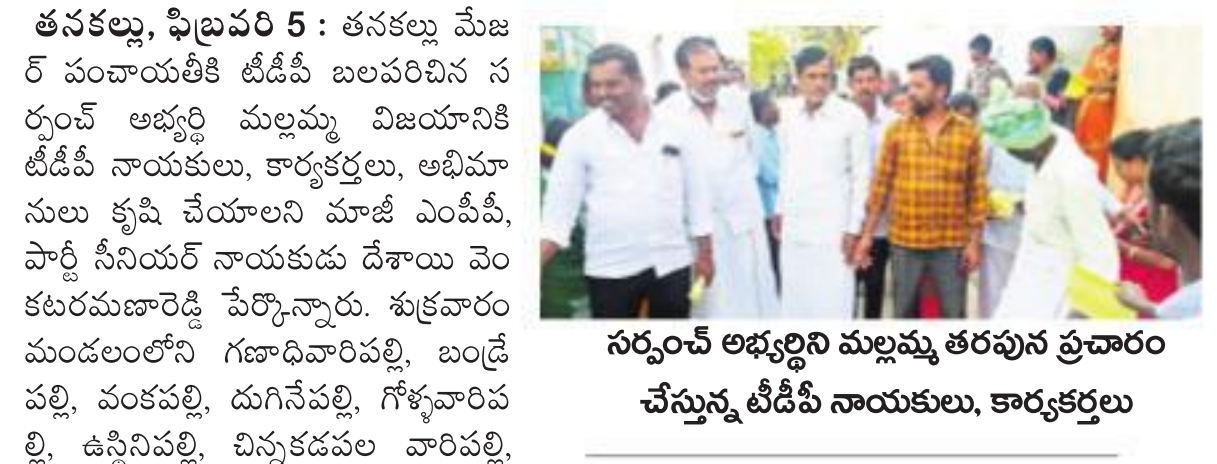 తనకల్లు, ఫిబ్రవరి 5 : తనకల్లు మేజ
ర్ పంచాయతీకి టీడీపీ బలపరిచిన స
ర్పంచ్ అభ్యర్థి మల్లమ్మ విజయానికి
టీడీపీ నాయకులు, కార్యకర్తలు, అభిమా
నులు కృషి చేయాలని మాజీ ఎంపీపీ,
పార్టీ సీనియర్ నాయకుడు దేశాయి వెం
కటరమణారెడ్డి పేర్కొన్నారు. శుక్రవారం
మండలంలోని గణాధివారిపల్లి, బండ్రే
పల్లి, వంకపల్లి, దుగినేపల్లి, గోళ్ళవారిప
ల్లి, ఉస్థినిపల్లి, చిన్నకడపల వారిపల్లి,
సర్పంచ్ అభ్యర్థిని మల్లమ్మ తరపున ప్రచారం
చేస్తున్న టీడీపీ నాయకులు, కార్యకర్తలు